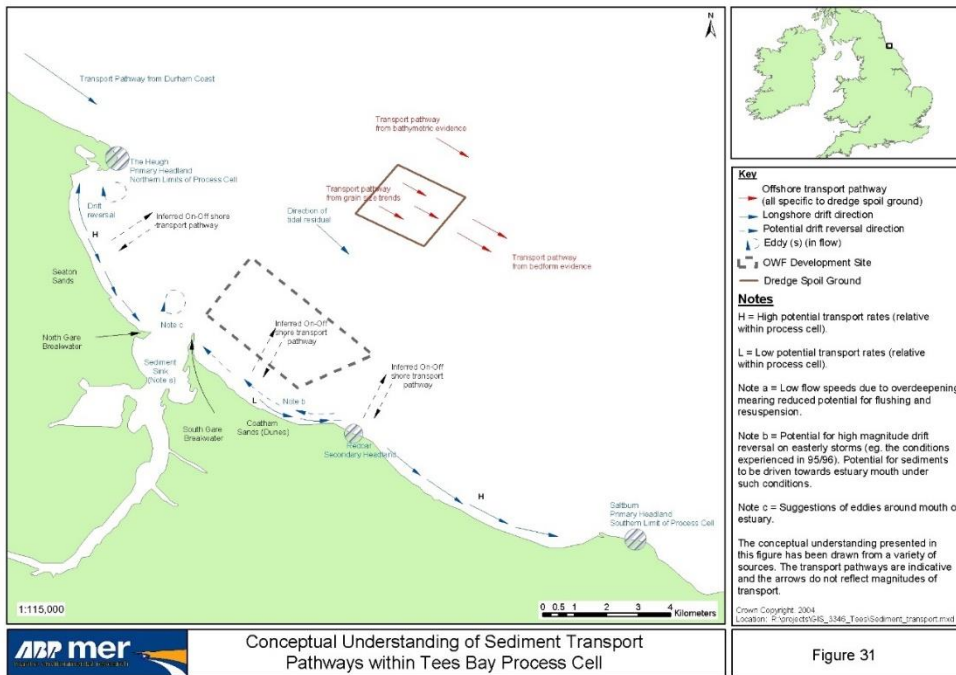 N
Transport Pathway from Durham Coast
Transport pathway
from bathymetric evidence
The Heugh
Primary Headland
Northern Limits of Process Cell
Transport pathway
from grain size trends
Drift
reversal
Inferred On-Off shore
transport pathway
Direction of
tidal residual
H
Transport pathway
from bedform evidence
Seaton
Sands
Note c
North Gare
Breakwater
Inferred On-Off
shore transport
pathway
Sediment
Sink
(Note a)
Inferred On-Off
shore transport
pathway
L
Note b
South Gare
Breakwater
Coatham
Sands (Dunes)
Redcar
Secondary Headland
H
Saltburn
Primary Headland
Southern Limit of Process Cell
1:115,000
0 0.5 1 2 3 4
Kilometers
Key
Offshore transport pathway
(all specific to dredge spoil ground)
Longshore drift direction
Potential drift reversal direction
Eddy (s) (in flow)
OWF Development Site
Dredge Spoil Ground
Notes
H = High potential transport rates (relative
within process cell).
L = Low potential transport rates (relative
within process cell).
Note a = Low flow speeds due to overdeepening
mearing reduced potential for flushing and
resuspension.
Note b = Potential for high magnitude drift
reversal on easterly storms (eg. the conditions
experienced in 95/96). Potential for sediments
to be driven towards estuary mouth under
such conditions.
Note c = Suggestions of eddies around mouth o
estuary.
The conceptual understanding presented in
this figure has been drawn from a variety of
sources. The transport pathways are indicative
and the arrows do not reflect magnitudes of
transport.
Crown Copyright 2004
Location: R:\projects\GIS_3346_Tees\Sediment_transport.mxd
ABP mer
Conceptual Understanding of Sediment Transport
Pathways within Tees Bay Process Cell
Figure 31